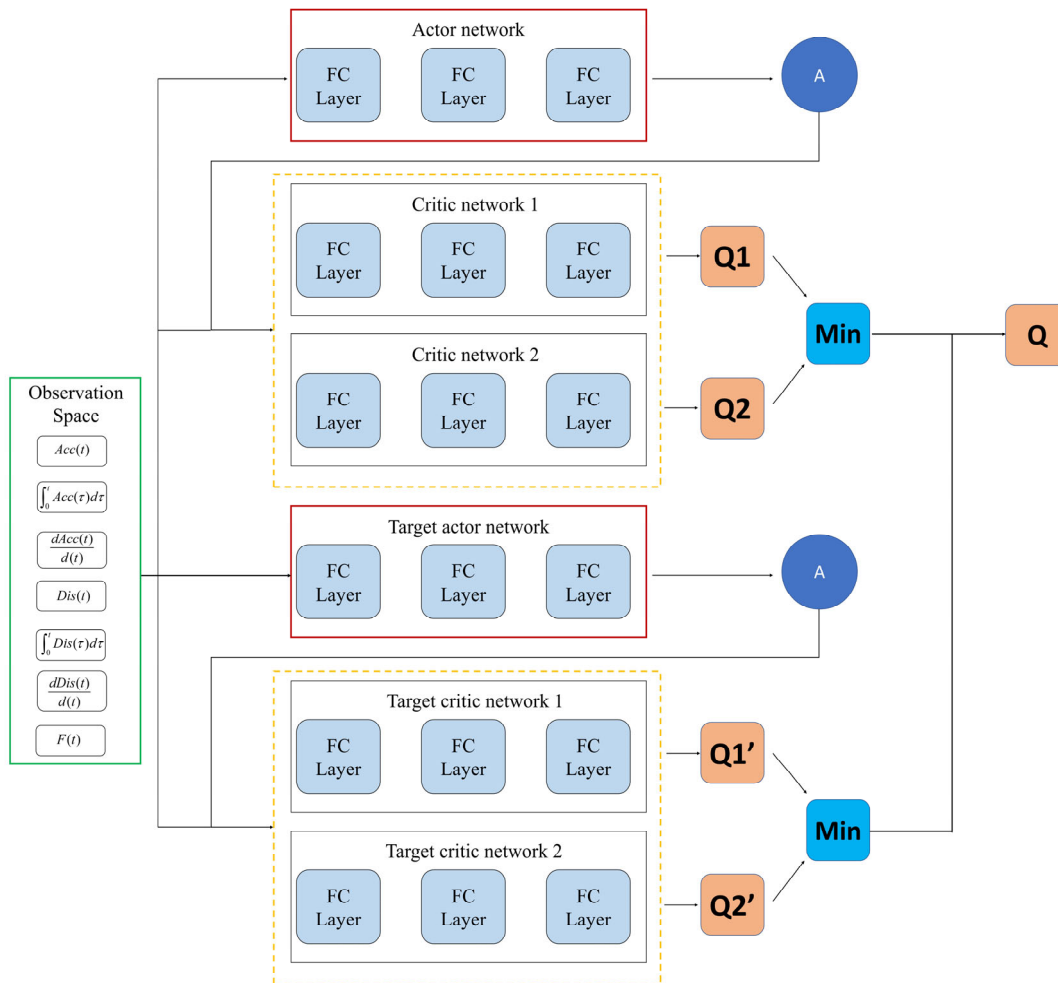 Actor network
FC FC FC
Layer Layer Layer
A
Critic network 1
FC FC FC
Layer Layer Layer
Q1
Min
Q
Critic network 2
FC FC FC
Layer Layer Layer
Q2
Observation
Space
Acc(t)
∫₀ᵗ Acc(τ)dτ
dAcc(t)
d(t)
Dis(t)
∫₀ᵗ Dis(τ)dτ
dDis(t)
d(t)
F(t)
Target actor network
FC FC FC
Layer Layer Layer
A
Target critic network 1
FC FC FC
Layer Layer Layer
Q1’
Min
Target critic network 2
FC FC FC
Layer Layer Layer
Q2’